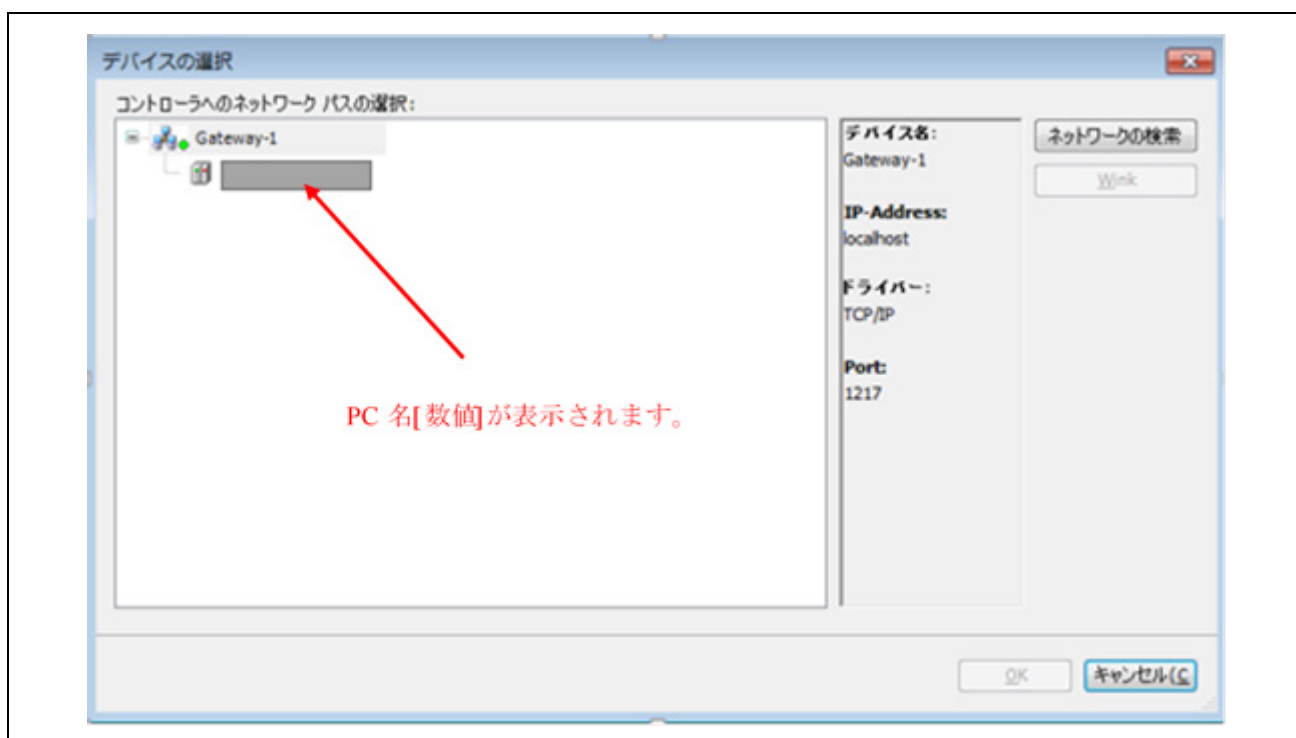 デバイスの選択
コントローラへのネットワーク パスの選択:
Gateway-1
PC 名[数値]が表示されます。
デバイス名:
Gateway-1
IP-Address:
localhost
ドライバー:
TCP/IP
Port:
1217
ネットワークの検索
Wink
OK
キャンセル(C